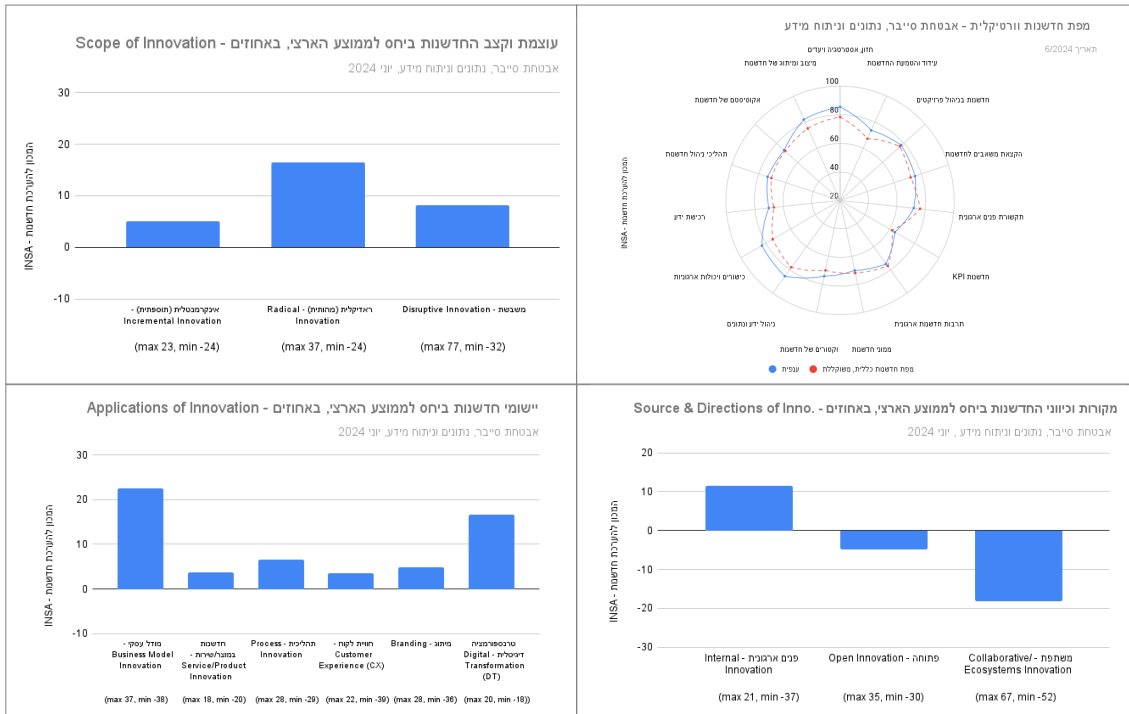 עוצמת וקצב החדשנות ביחס לממוצע הארצי, באחוזים - Scope of Innovation
אבטחת סייבר, נתונים וניתוח מידע, יוני 2024
המכון להערכת חדשנות - INSA
30
20
10
0
-10
אינקרמנטלית (תוספתית) - Incremental Innovation
(max 23, min -24)
Radical - ראדיקלית (מהותית) Innovation
(max 37, min -24)
Disruptive Innovation - משבשת
(max 77, min -32)
מפת חדשנות וורטיקלית - אבטחת סייבר, נתונים וניתוח מידע
תאריך 6/2024
המכון להערכת חדשנות - INSA
חזון, אסטרטגיה ויעדים
עידוד והטמעת החדשנות
חדשנות בניהול פרויקטים
הקצאת משאבים לחדשנות
תקשורת פנים ארגונית
חדשנות KPI
תרבות חדשנות ארגונית
ממוני חדשנות
וקטורים של חדשנות
ניהול ידע ונתונים
כישורים ויכולות ארגוניות
רכישת ידע
תהליכי ניהול חדשנות
אקוסיסטם של חדשנות
מיצוב ומיתוג של חדשנות
100
80
60
40
20
ענפית
מפת חדשנות כללית, משוקללת
יישומי חדשנות ביחס לממוצע הארצי, באחוזים - Applications of Innovation
אבטחת סייבר, נתונים וניתוח מידע, יוני 2024
המכון להערכת חדשנות - INSA
30
20
10
0
-10
מודל עסקי - Business Model Innovation
(max 37, min -38)
חדשנות במוצר/שירות - Service/Product Innovation
(max 18, min -20)
Process - תהליכית Innovation
(max 28, min -29)
חוויית לקוח - Customer Experience (CX)
(max 22, min -39)
Branding - מיתוג
(max 28, min -36)
טרנספורמציה דיגיטלית - Digital Transformation (DT)
(max 20, min -18))
מקורות וכיווני החדשנות ביחס לממוצע הארצי, באחוזים - .Source & Directions of Inno
אבטחת סייבר, נתונים וניתוח מידע , יוני 2024
המכון להערכת חדשנות - INSA
20
10
0
-10
-20
-30
Internal - פנים ארגונית Innovation
(max 21, min -37)
Open Innovation - פתוחה
(max 35, min -30)
Collaborative/ - משתפת Ecosystems Innovation
(max 67, min -52)